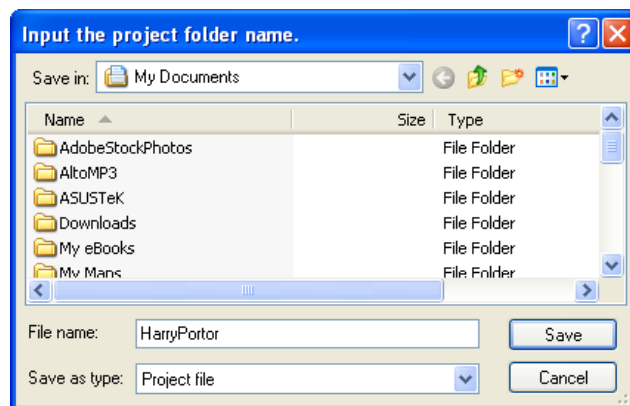 Input the project folder name.
Save in: My Documents
Name Size Type
AdobeStockPhotos File Folder
AltoMP3 File Folder
ASUSTeK File Folder
Downloads File Folder
My eBooks File Folder
My Maps File Folder
File name: HarryPortor Save
Save as type: Project file Cancel